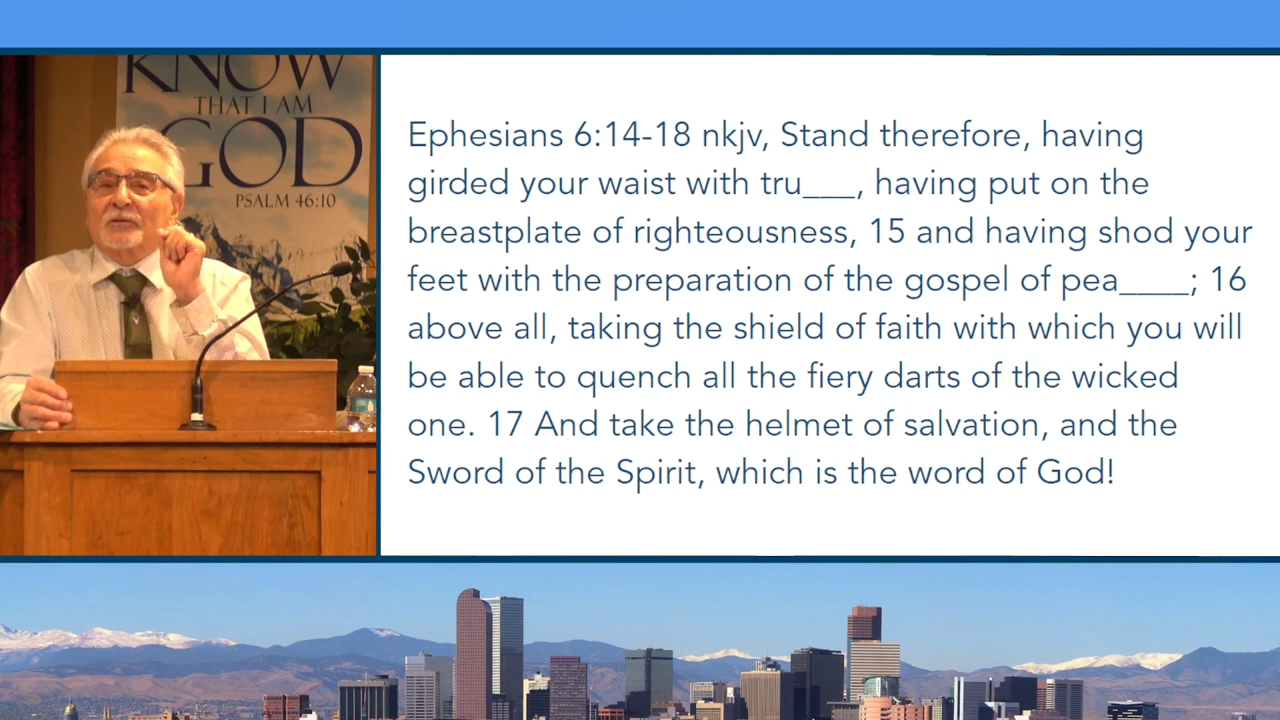 KNOW
THAT I AM
GOD
PSALM 46:10
Ephesians 6:14-18 nkjv, Stand therefore, having
girded your waist with tru___, having put on the
breastplate of righteousness, 15 and having shod your
feet with the preparation of the gospel of pea____; 16
above all, taking the shield of faith with which you will
be able to quench all the fiery darts of the wicked
one. 17 And take the helmet of salvation, and the
Sword of the Spirit, which is the word of God!